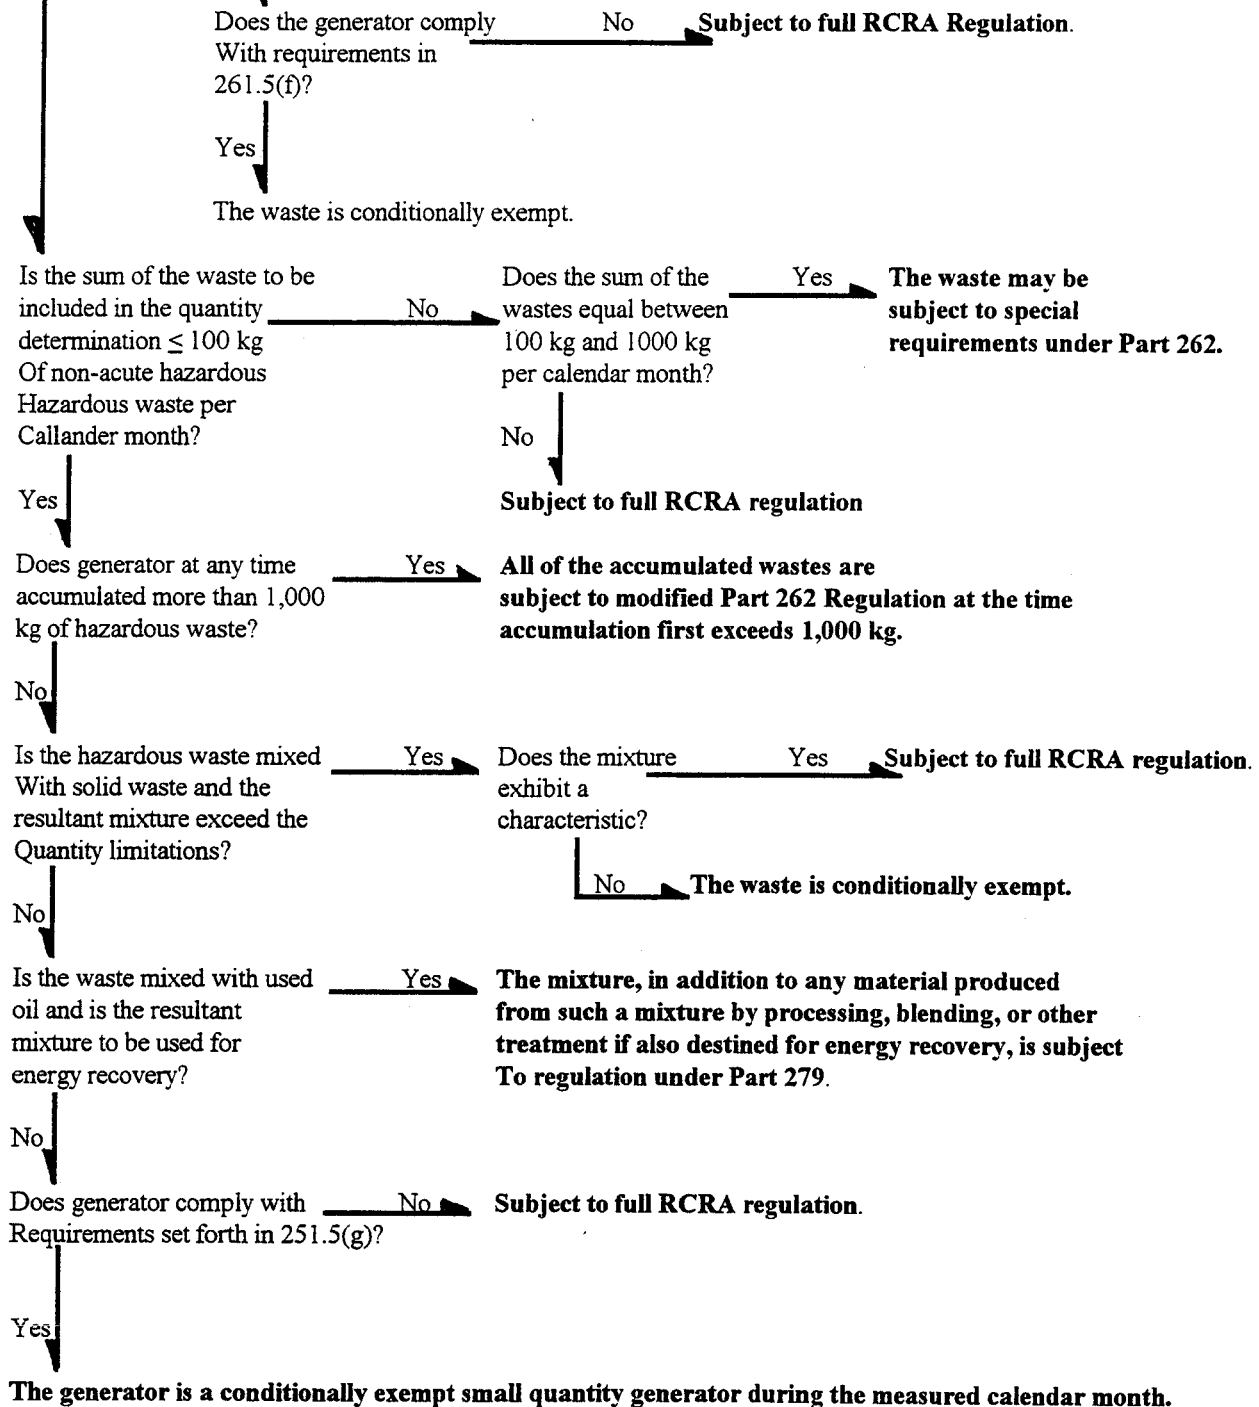 Does the generator comply No Subject to full RCRA Regulation.
With requirements in
261.5(f)?
Yes
The waste is conditionally exempt.
Is the sum of the waste to be
included in the quantity
determination ≤ 100 kg
Of non-acute hazardous
Hazardous waste per
Callander month?
No
Does the sum of the
wastes equal between
100 kg and 1000 kg
per calendar month?
Yes
The waste may be
subject to special
requirements under Part 262.
No
Subject to full RCRA regulation
Yes
Does generator at any time
accumulated more than 1,000
kg of hazardous waste?
Yes
All of the accumulated wastes are
subject to modified Part 262 Regulation at the time
accumulation first exceeds 1,000 kg.
No
Is the hazardous waste mixed
With solid waste and the
resultant mixture exceed the
Quantity limitations?
Yes
Does the mixture
exhibit a
characteristic?
Yes
Subject to full RCRA regulation.
No
The waste is conditionally exempt.
No
Is the waste mixed with used
oil and is the resultant
mixture to be used for
energy recovery?
Yes
The mixture, in addition to any material produced
from such a mixture by processing, blending, or other
treatment if also destined for energy recovery, is subject
To regulation under Part 279.
No
Does generator comply with
Requirements set forth in 251.5(g)?
No
Subject to full RCRA regulation.
Yes
The generator is a conditionally exempt small quantity generator during the measured calendar month.